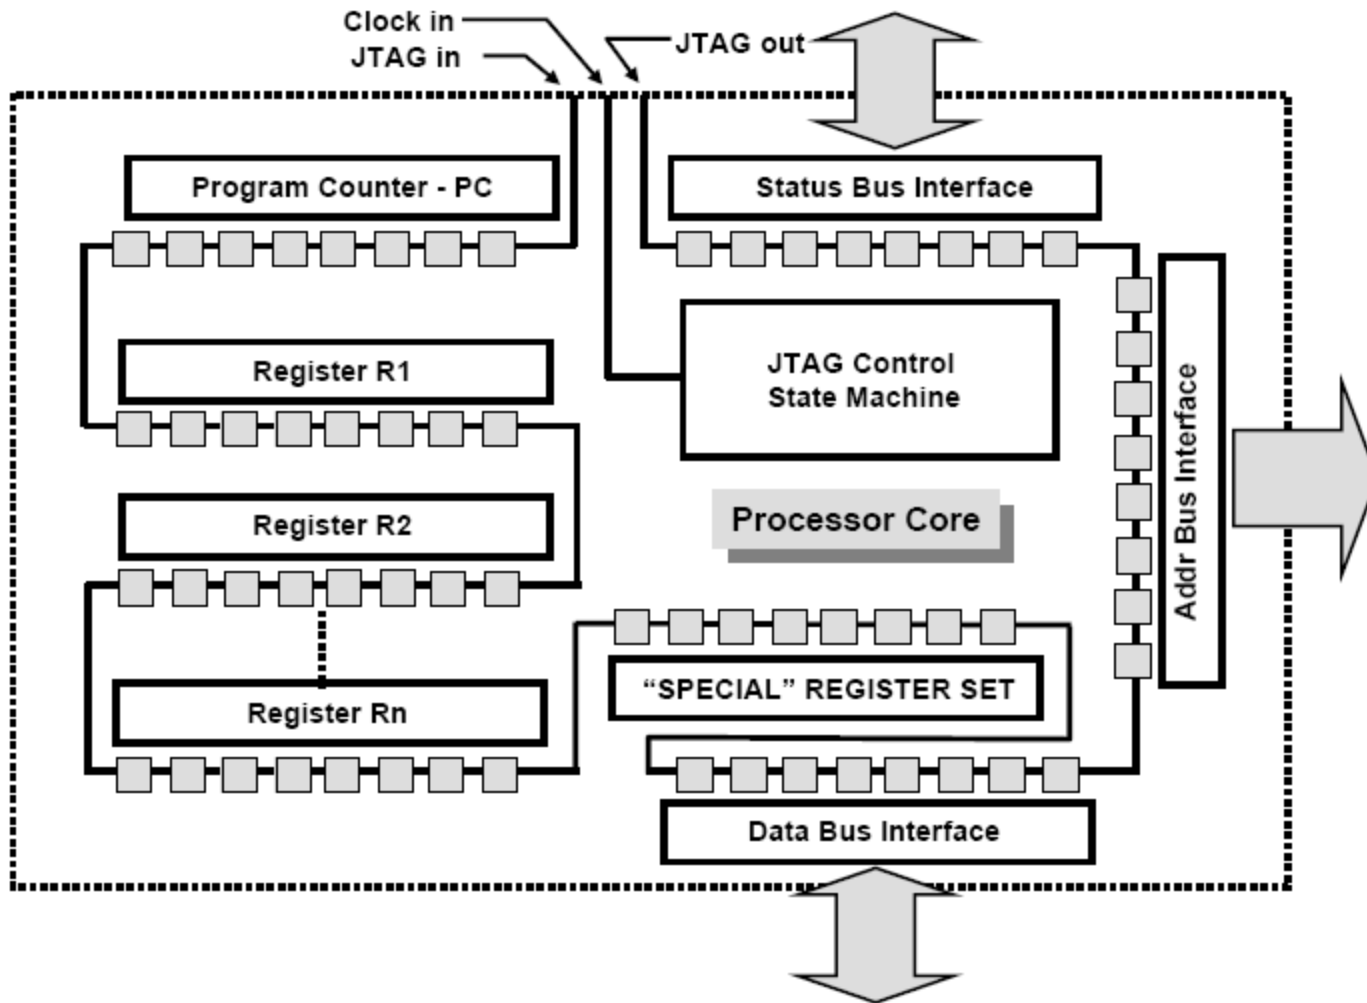 Clock in
JTAG in
JTAG out
Program Counter - PC
Status Bus Interface
Register R1
JTAG Control
State Machine
Addr Bus Interface
Register R2
Processor Core
“SPECIAL” REGISTER SET
Register Rn
Data Bus Interface